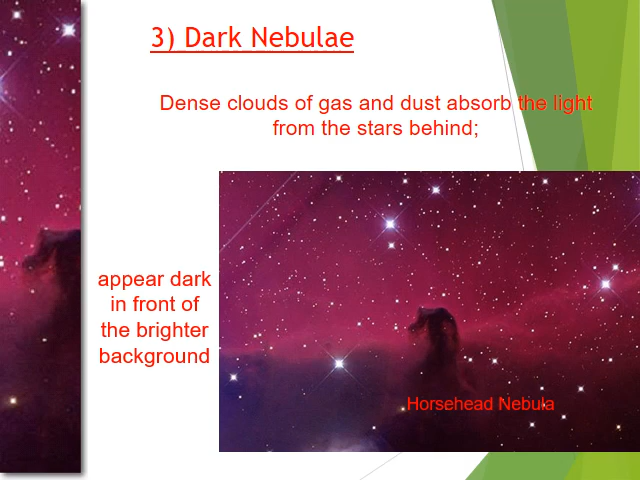 3) Dark Nebulae
Dense clouds of gas and dust absorb the light
from the stars behind;
appear dark
in front of
the brighter
background
Horsehead Nebula